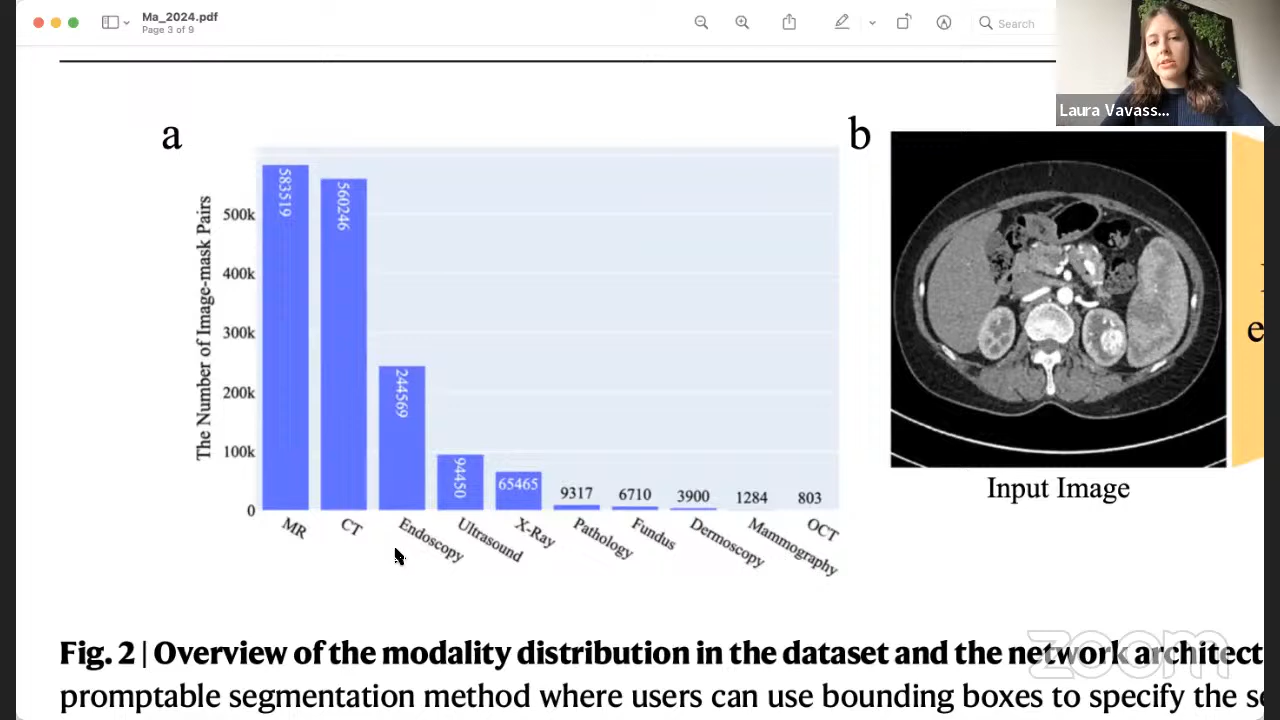 Ma_2024.pdf
Page 3 of 9
Search
Laura Vavass...
a
b
The Number of Image-mask Pairs
500k
400k
300k
200k
100k
0
583519
560246
244569
94450
65465
9317
6710
3900
1284
803
MR
CT
Endoscopy
Ultrasound
X-Ray
Pathology
Fundus
Dermoscopy
Mammography
OCT
Input Image
e
Fig. 2 | Overview of the modality distribution in the dataset and the network architect
promptable segmentation method where users can use bounding boxes to specify the se
zoom